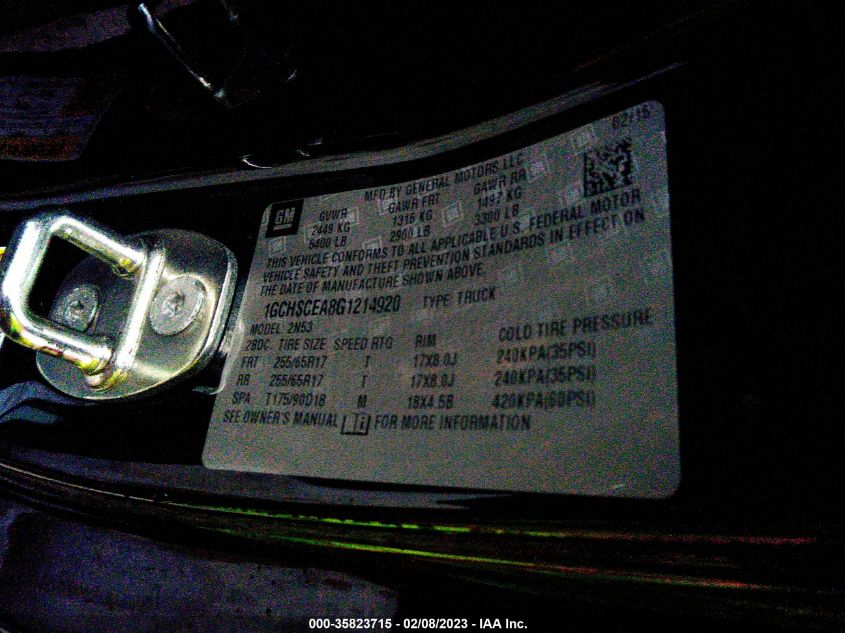 02/15
MFD BY GENERAL MOTORS LLC
GM GVWR GAWR FRT GAWR RR
2449 KG 1315 KG 1497 KG
5400 LB 2900 LB 3300 LB
THIS VEHICLE CONFORMS TO ALL APPLICABLE U.S. FEDERAL MOTOR
VEHICLE SAFETY AND THEFT PREVENTION STANDARDS IN EFFECT ON
THE DATE OF MANUFACTURE SHOWN ABOVE.
1GCHSCEA8G1214920 TYPE TRUCK
MODEL: 2N53
28DC. TIRE SIZE SPEED RTG RIM COLD TIRE PRESSURE
FRT 255/65R17 T 17X8.0J 240KPA(35PSI)
RR 255/65R17 T 17X8.0J 240KPA(35PSI)
SPA T175/90D18 M 18X4.5B 420KPA(60PSI)
SEE OWNER'S MANUAL FOR MORE INFORMATION
000-35823715 - 02/08/2023 - IAA Inc.